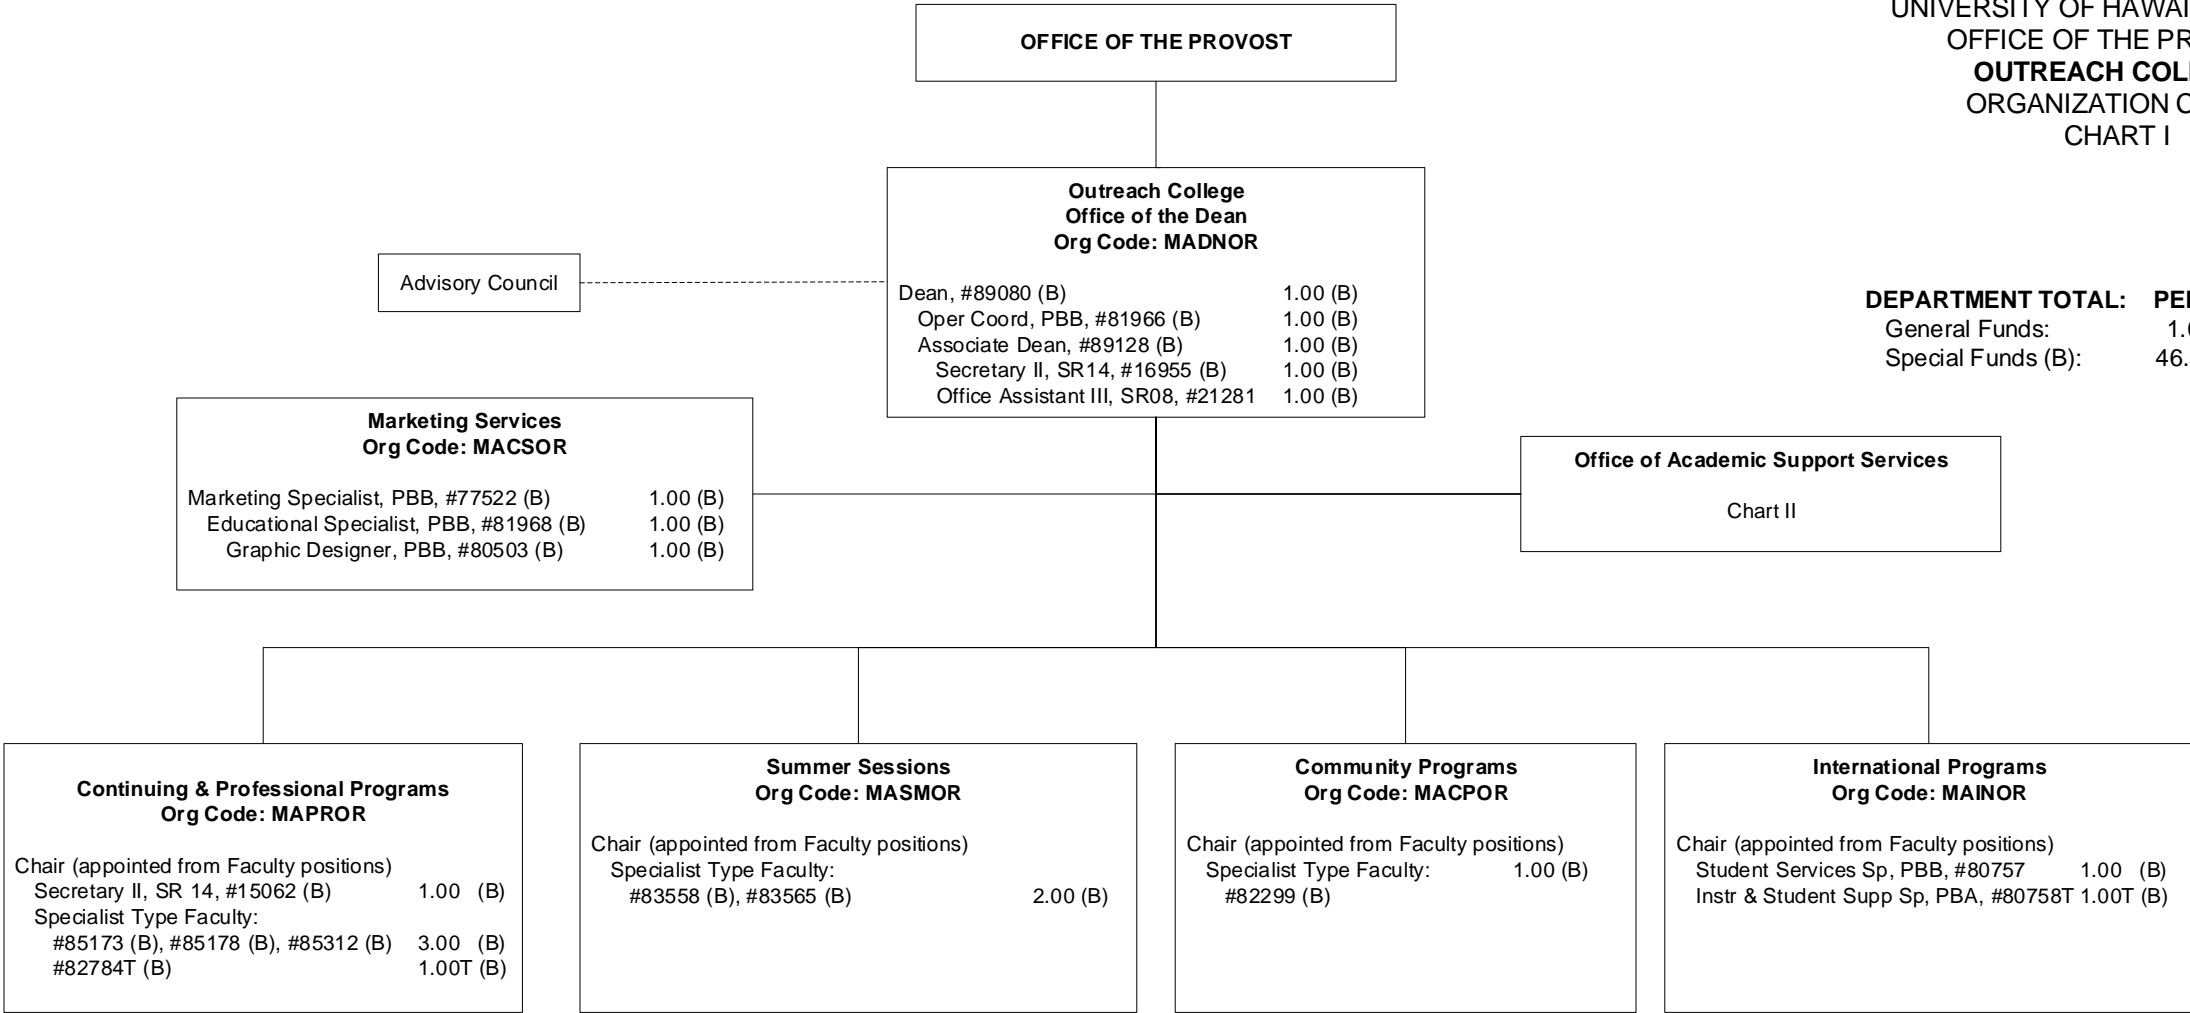 OFFICE OF THE PROVOST
UNIVERSITY OF
OFFICE OF THE
OUTREACH
ORGANIZATION
CHART I
Outreach College
Office of the Dean
Org Code: MADNOR
Dean, #89080 (B) 1.00 (B)
Oper Coord, PBB, #81966 (B) 1.00 (B)
Associate Dean, #89128 (B) 1.00 (B)
Secretary II, SR14, #16955 (B) 1.00 (B)
Office Assistant III, SR08, #21281 1.00 (B)
Advisory Council
DEPARTMENT TOTAL:
General Funds:
Special Funds (B):
Marketing Services
Org Code: MACSOR
Marketing Specialist, PBB, #77522 (B) 1.00 (B)
Educational Specialist, PBB, #81968 (B) 1.00 (B)
Graphic Designer, PBB, #80503 (B) 1.00 (B)
Office of Academic Support Services
Chart II
Continuing & Professional Programs
Org Code: MAPROR
Chair (appointed from Faculty positions)
Secretary II, SR 14, #15062 (B) 1.00 (B)
Specialist Type Faculty:
#85173 (B), #85178 (B), #85312 (B) 3.00 (B)
#82784T (B) 1.00T (B)
Summer Sessions
Org Code: MASMOR
Chair (appointed from Faculty positions)
Specialist Type Faculty:
#83558 (B), #83565 (B) 2.00 (B)
Community Programs
Org Code: MACPOR
Chair (appointed from Faculty positions)
Specialist Type Faculty: 1.00 (B)
#82299 (B)
International Programs
Org Code: MAINOR
Chair (appointed from Faculty positions)
Student Services Sp, PBB, #80757 1.00 (B)
Instr & Student Supp Sp, PBA, #80758T 1.00T (B)